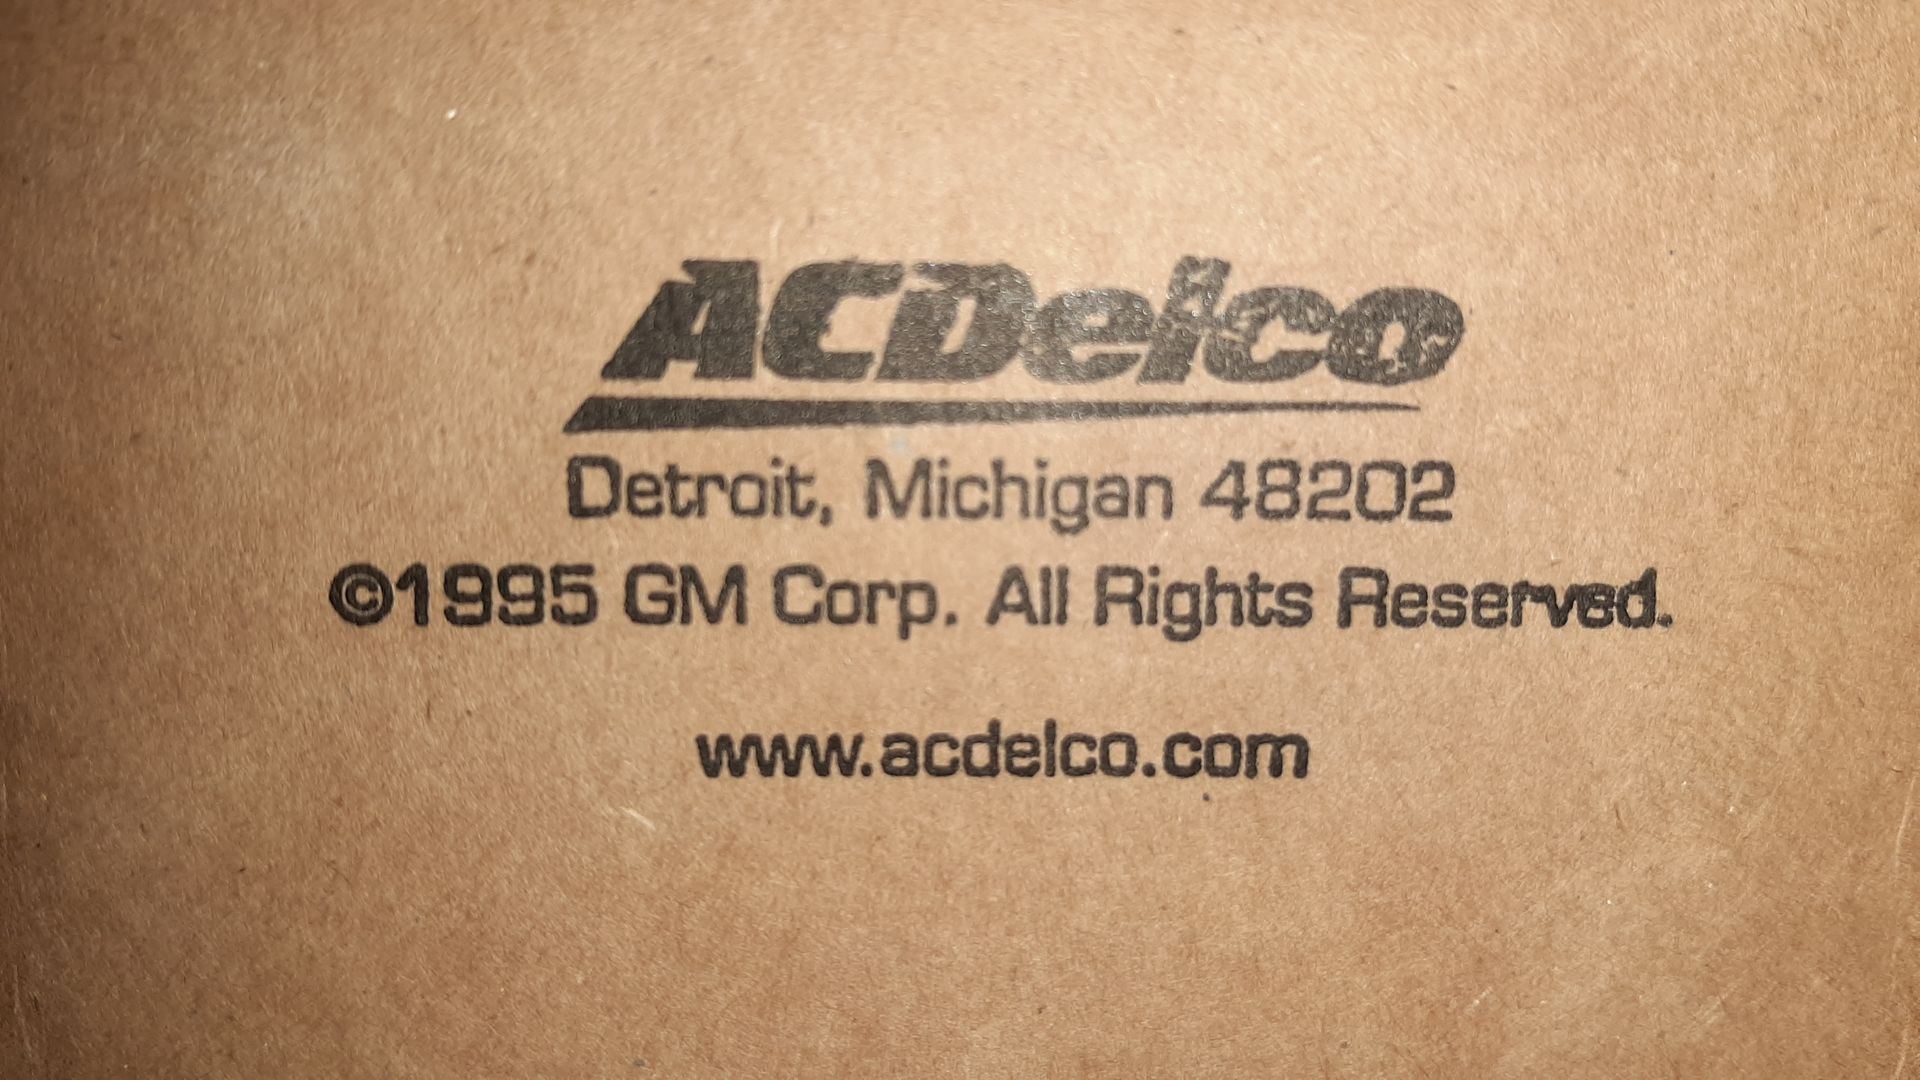 ACDelco
Detroit, Michigan 48202
©1995 GM Corp. All Rights Reserved.
www.acdelco.com